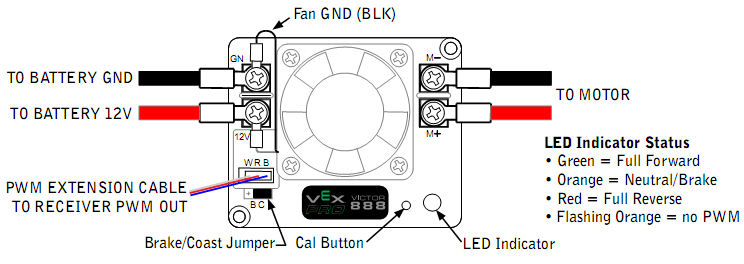 Fan GND (BLK)
GN
M-
TO BATTERY GND
TO MOTOR
TO BATTERY 12V
12V
M+
LED Indicator Status
• Green = Full Forward
• Orange = Neutral/Brake
• Red = Full Reverse
• Flashing Orange = no PWM
W R B
PWM EXTENSION CABLE
TO RECEIVER PWM OUT
+
B C
VEX
PRO
VICTOR
888
Brake/Coast Jumper
Cal Button
LED Indicator